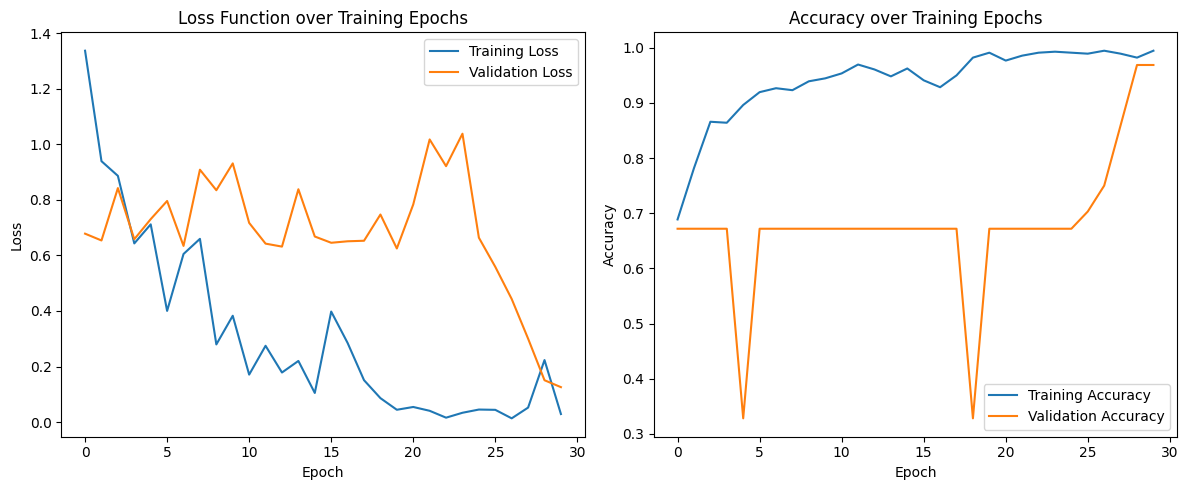 Loss Function over Training Epochs
Training Loss
Validation Loss
1.4
1.2
1.0
0.8
0.6
0.4
0.2
0.0
Loss
0 5 10 15 20 25 30
Epoch
Accuracy over Training Epochs
1.0
0.9
0.8
0.7
0.6
0.5
0.4
0.3
Accuracy
Training Accuracy
Validation Accuracy
0 5 10 15 20 25 30
Epoch